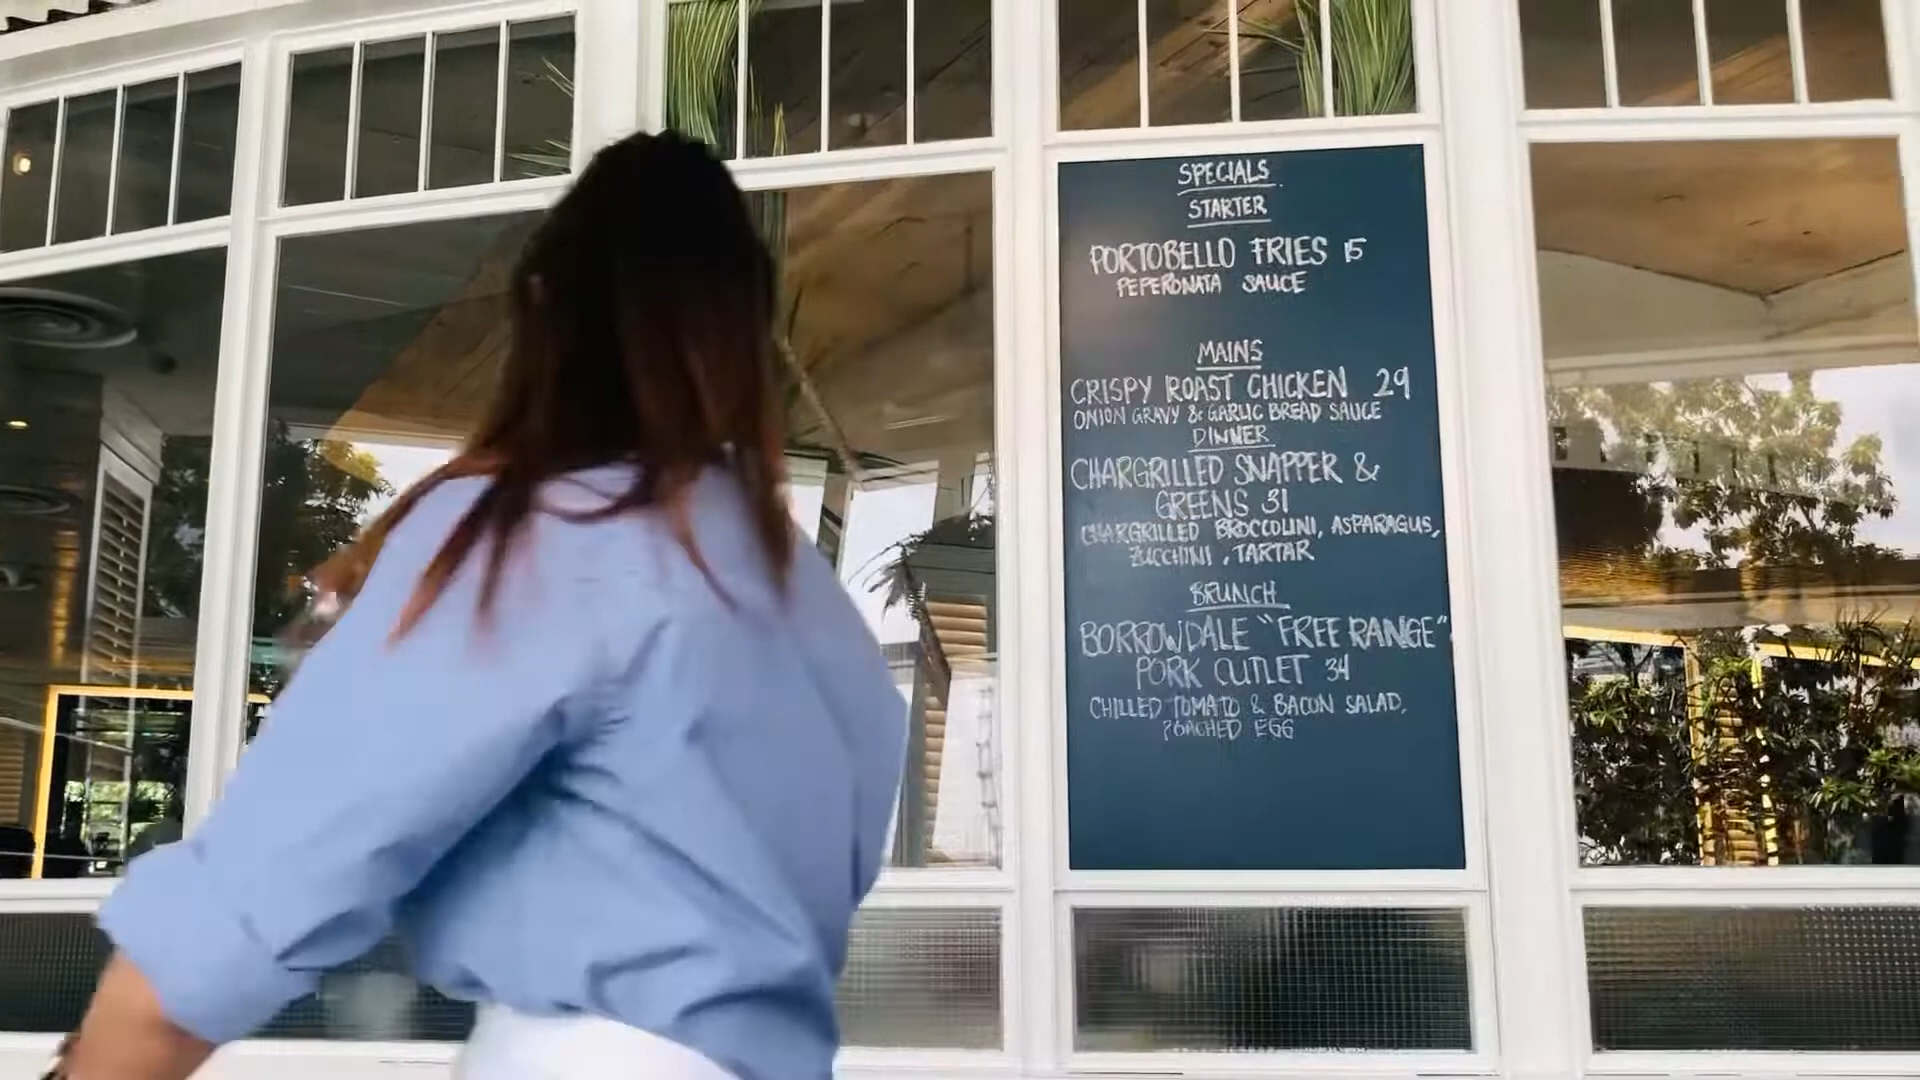 SPECIALS
STARTER
PORTOBELLO FRIES 15
PEPERONATA SAUCE
MAINS
CRISPY ROAST CHICKEN 29
ONION GRAVY & GARLIC BREAD SAUCE
DINNER
CHARGRILLED SNAPPER &
GREENS 31
CHARGRILLED BROCCOLINI, ASPARAGUS,
ZUCCHINI, TARTAR
BRUNCH
BORROWDALE "FREE RANGE"
PORK CUTLET 34
CHILLED TOMATO & BACON SALAD,
POACHED EGG